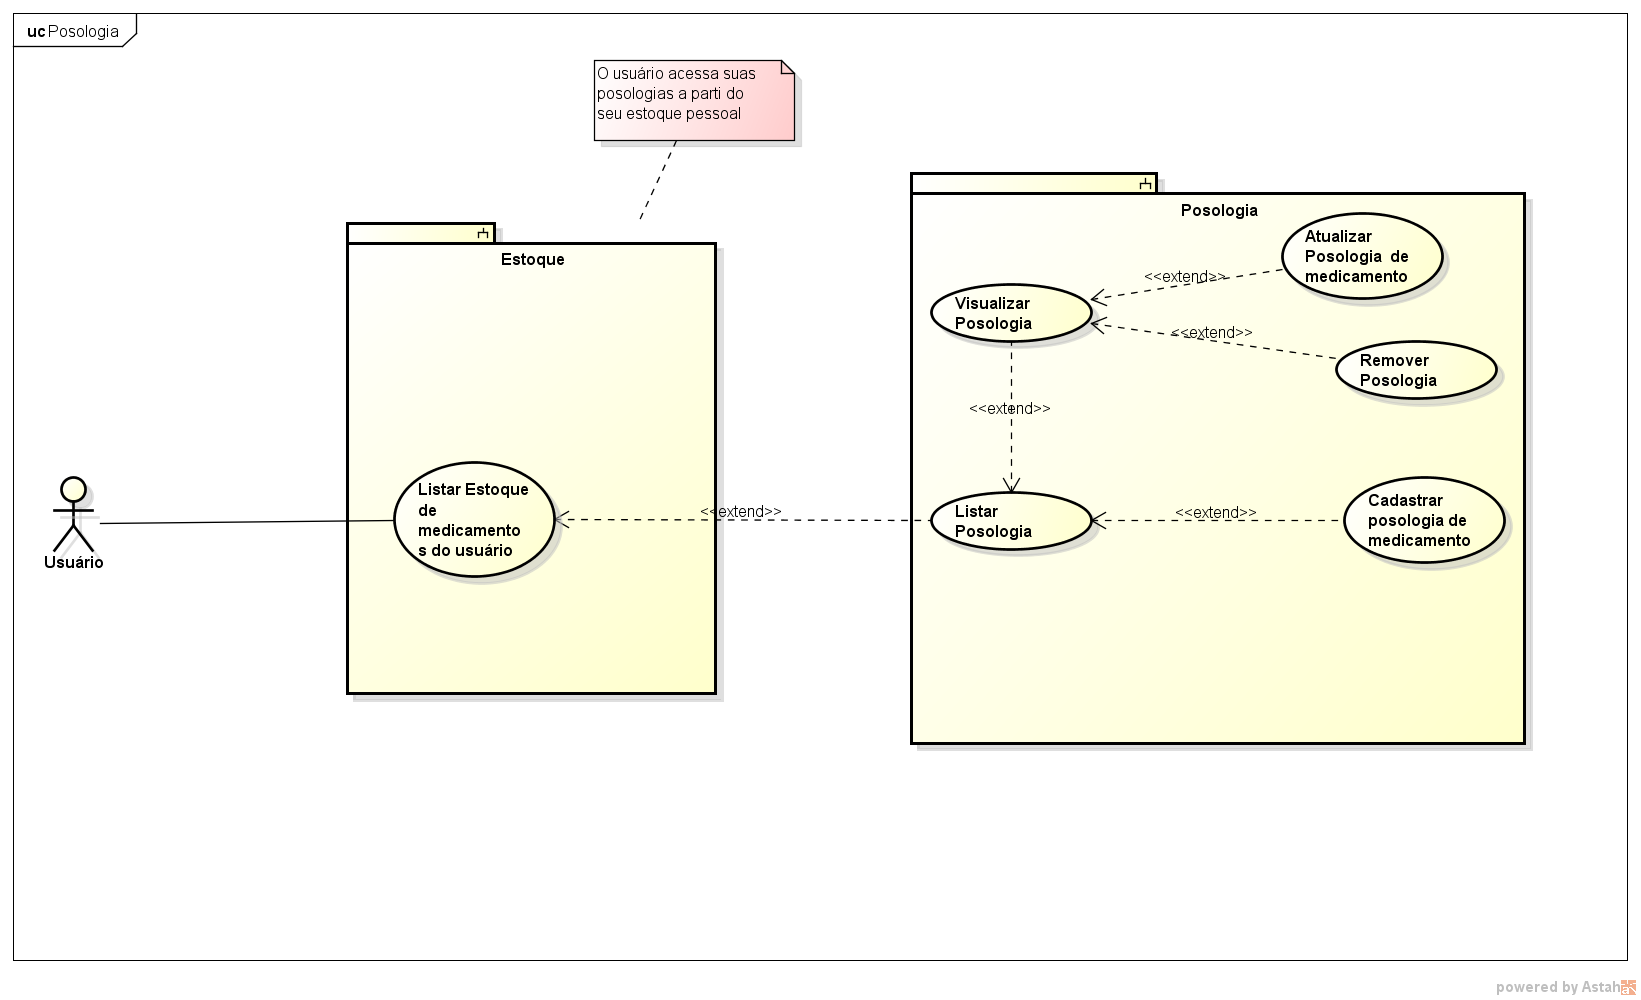 uc Posologia
O usuário acessa suas
posologias a parti do
seu estoque pessoal
Estoque
Listar Estoque
de
medicamento
s do usuário
Usuário
<<extend>>
Posologia
Atualizar
Posologia de
medicamento
<<extend>>
Visualizar
Posologia
<<extend>>
Remover
Posologia
<<extend>>
Listar
Posologia
<<extend>>
Cadastrar
posologia de
medicamento
powered by Astah